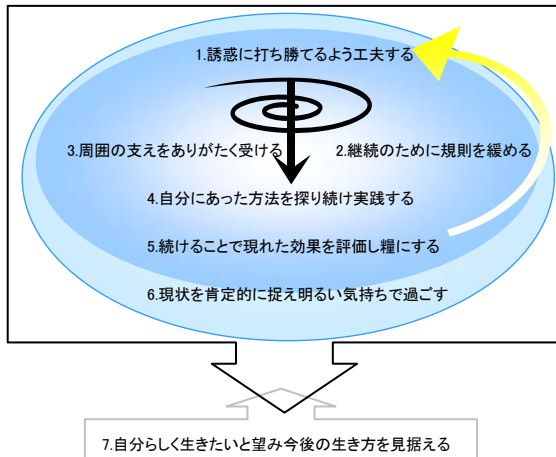 1.誘惑に打ち勝てるよう工夫する
3.周囲の支えをありがたく受ける
2.継続のために規則を緩める
4.自分にあった方法を探り続け実践する
5.続けることで現れた効果を評価し糧にする
6.現状を肯定的に捉え明るい気持ちで過ごす
7.自分らしく生きたいと望み今後の生き方を見据える